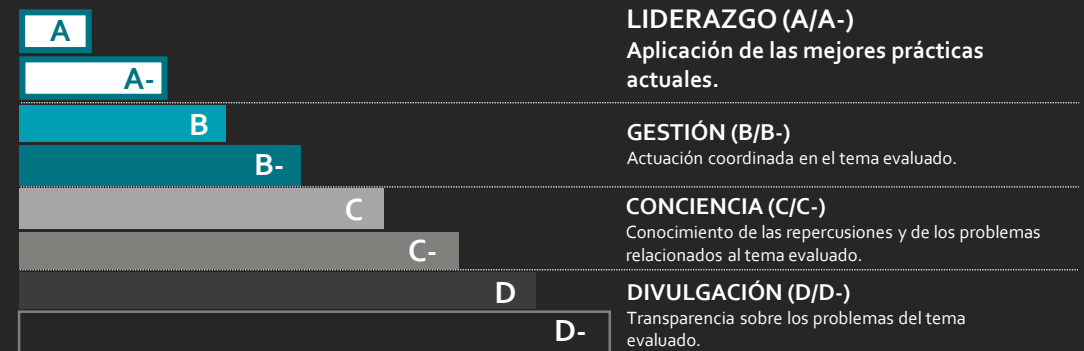 A
A-
LIDERAZGO (A/A-)
Aplicación de las mejores prácticas
actuales.
B
B-
GESTIÓN (B/B-)
Actuación coordinada en el tema evaluado.
C
C-
CONCIENCIA (C/C-)
Conocimiento de las repercusiones y de los problemas
relacionados al tema evaluado.
D
D-
DIVULGACIÓN (D/D-)
Transparencia sobre los problemas del tema
evaluado.